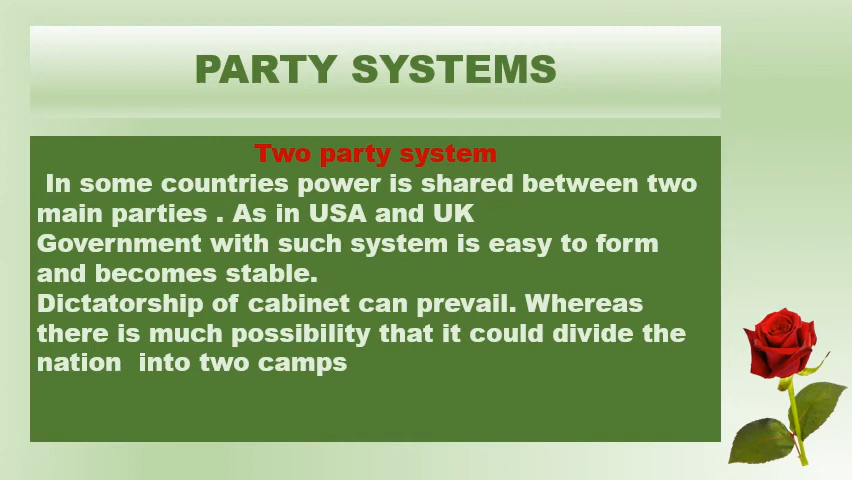 PARTY SYSTEMS
Two party system
In some countries power is shared between two
main parties . As in USA and UK
Government with such system is easy to form
and becomes stable.
Dictatorship of cabinet can prevail. Whereas
there is much possibility that it could divide the
nation  into two camps